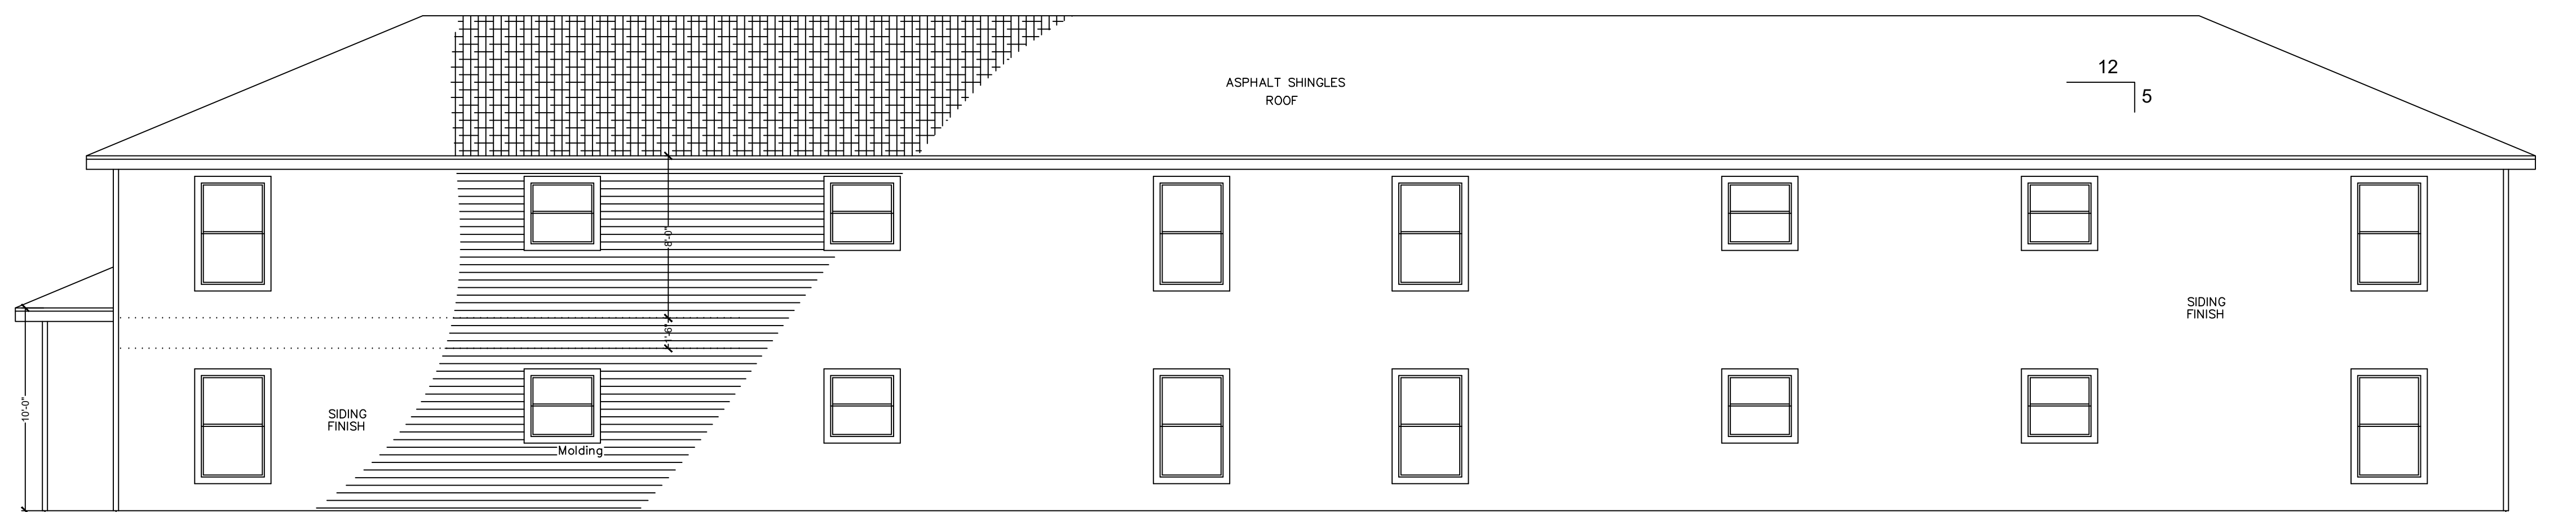 12
ASPHALT SHINGLES
ROOF
5
8'-0"
SIDING
FINISH
1'-6"
10'-0"
SIDING
FINISH
Molding